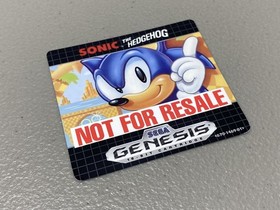 SONIC THE HEDGEHOG
NOT FOR RESALE
SEGA
GENESIS
16-BIT CARTRIDGE